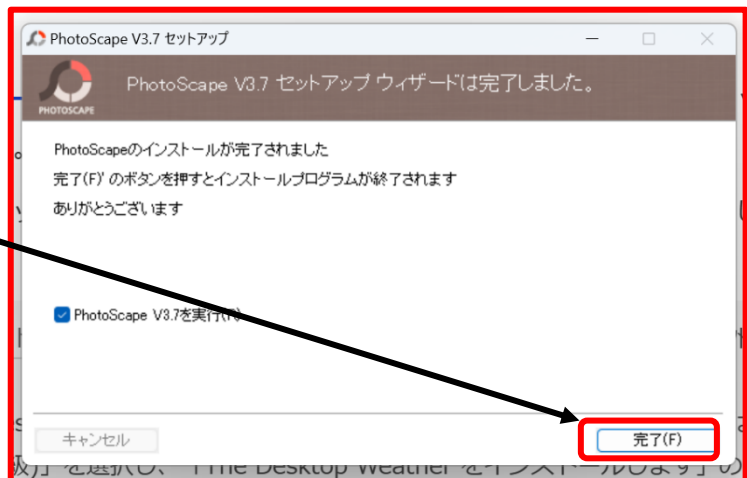 PhotoScape V3.7 セットアップ
PHOTOSCAPE
PhotoScape V3.7 セットアップ ウィザードは完了しました。
PhotoScapeのインストールが完了されました
完了(F)' のボタンを押すとインストールプログラムが終了されます
ありがとうございます
PhotoScape V3.7を実行(R)
キャンセル
完了(F)
級)」を選択し、「The Desktop Weather をインストールします」の